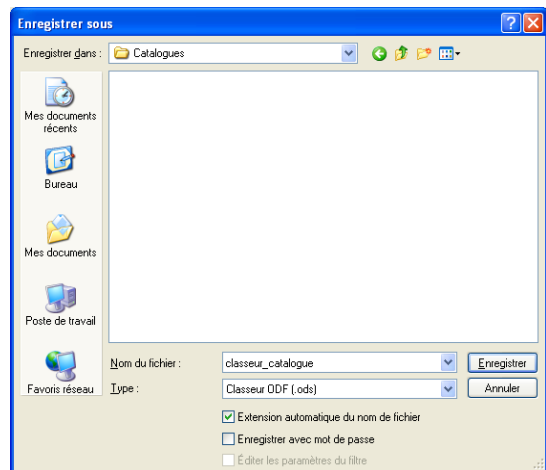 Enregistrer sous
Enregistrer dans :
Catalogues
Mes documents
récents
Bureau
Mes documents
Poste de travail
Favoris réseau
Nom du fichier :
classeur_catalogue
Enregistrer
Type :
Classeur ODF (.ods)
Annuler
Extension automatique du nom de fichier
Enregistrer avec mot de passe
Éditer les paramètres du filtre